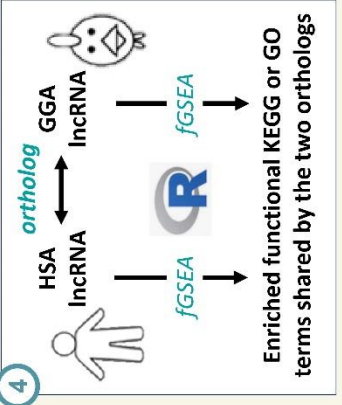 4
ortholog
HSA GGA
lncRNA lncRNA
R
fGSEA fGSEA
Enriched functional KEGG or GO
terms shared by the two orthologs